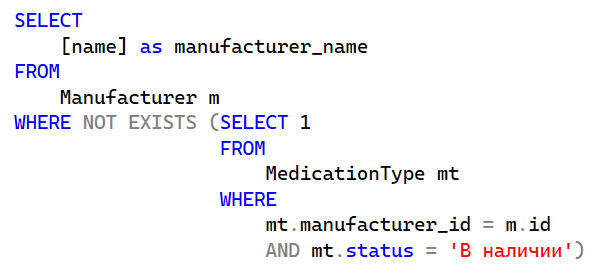 SELECT
[name] as manufacturer_name
FROM
Manufacturer m
WHERE NOT EXISTS (SELECT 1
FROM
MedicationType mt
WHERE
mt.manufacturer_id = m.id
AND mt.status = 'В наличии')